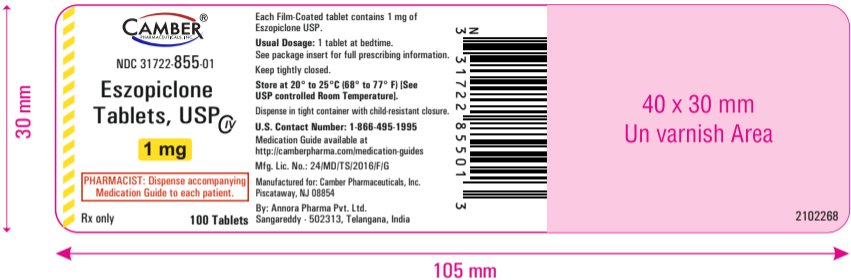 CAMBER®
PHARMACEUTICALS, INC
NDC 31722-855-01
Eszopiclone
Tablets, USP CIV
1 mg
PHARMACIST: Dispense accompanying
Medication Guide to each patient.
Rx only
100 Tablets
Each Film-Coated tablet contains 1 mg of
Eszopiclone USP.
Usual Dosage: 1 tablet at bedtime.
See package insert for full prescribing information.
Keep tightly closed.
Store at 20° to 25°C (68° to 77° F) [See
USP controlled Room Temperature].
Dispense in tight container with child-resistant closure.
U.S. Contact Number: 1-866-495-1995
Medication Guide available at
http://camberpharma.com/medication-guides
Mfg. Lic. No.: 24/MD/TS/2016/F/G
Manufactured for: Camber Pharmaceuticals, Inc.
Piscataway, NJ 08854
By: Annora Pharma Pvt. Ltd.
Sangareddy - 502313, Telangana, India
N
3 31722 85501 3
40 x 30 mm
Un varnish Area
2102268
30 mm
105 mm